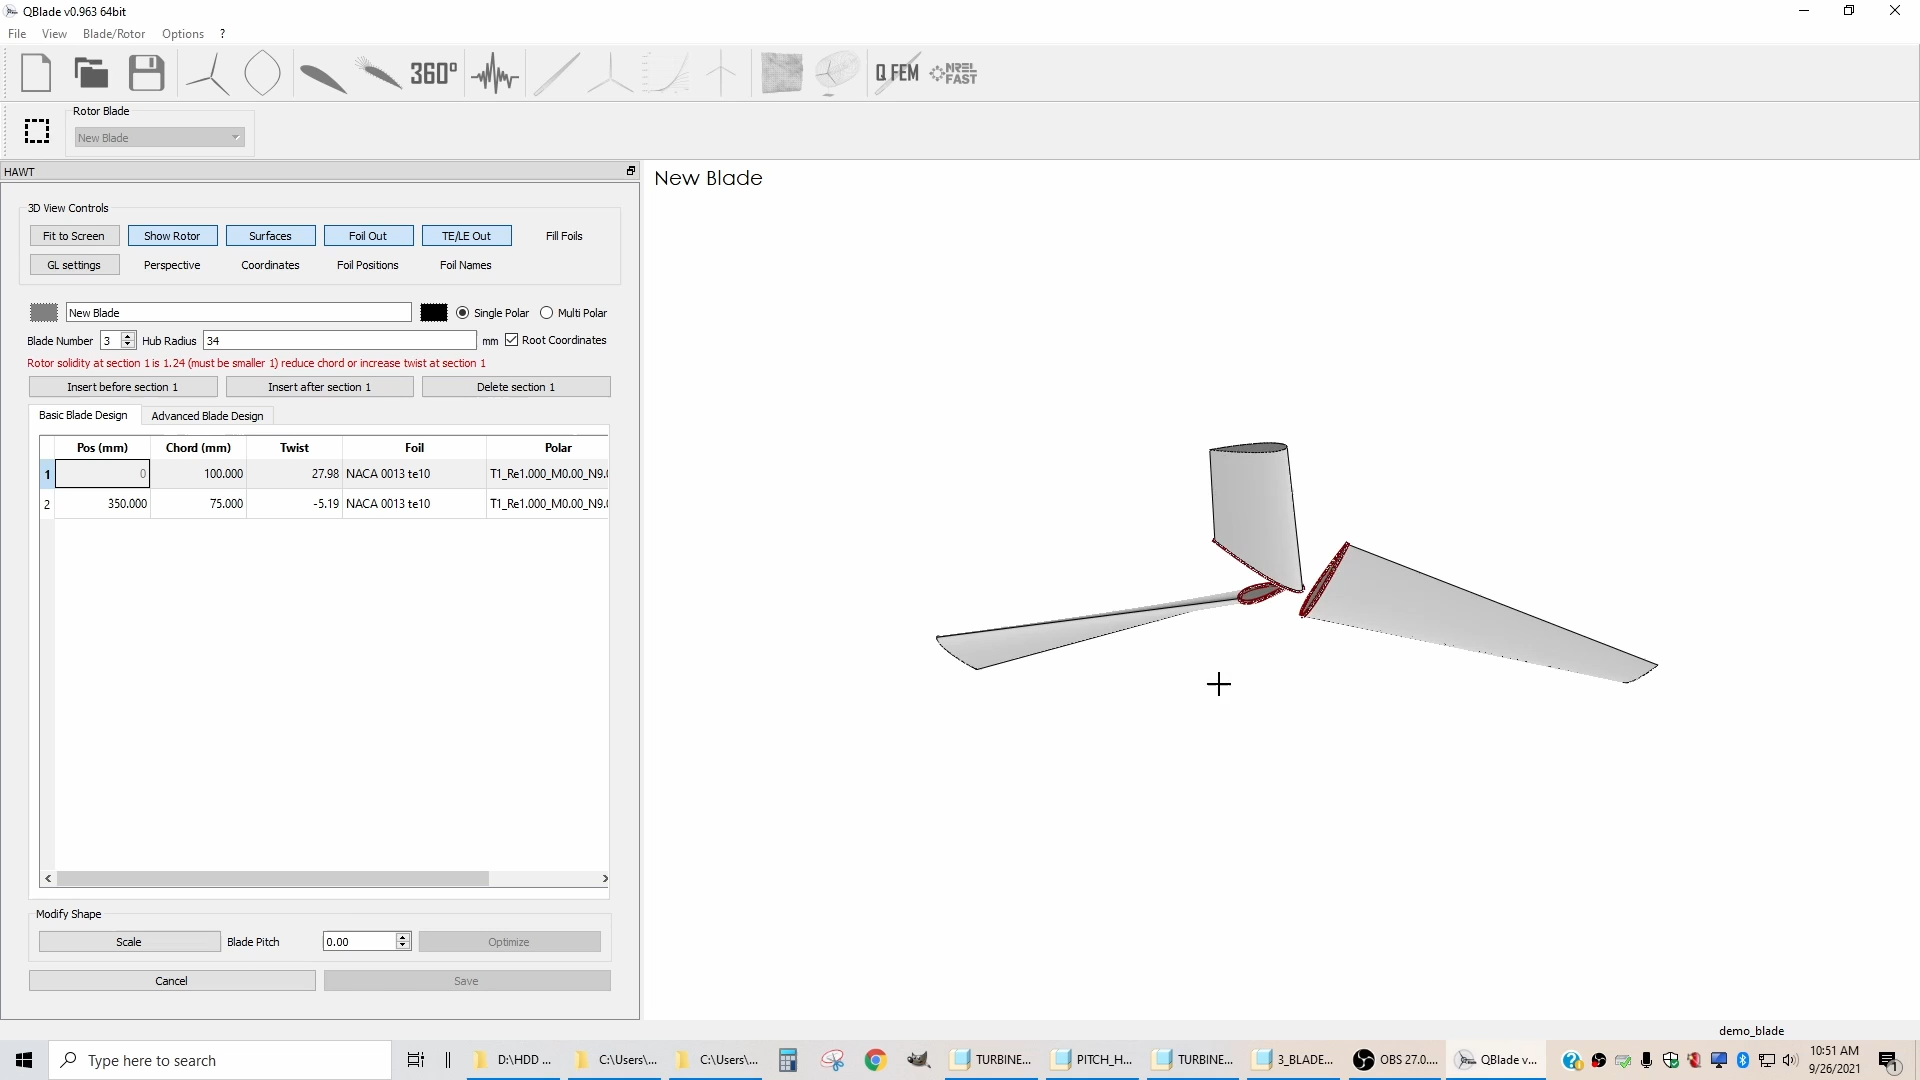 QBlade v0.963 64bit
File View Blade/Rotor Options ?
360° Q FEM NREL FAST
Rotor Blade
New Blade
HAWT
New Blade
3D View Controls
Fit to Screen Show Rotor Surfaces Foil Out TE/LE Out Fill Foils
GL settings Perspective Coordinates Foil Positions Foil Names
New Blade Single Polar Multi Polar
Blade Number 3 Hub Radius 34 mm Root Coordinates
Rotor solidity at section 1 is 1.24 (must be smaller 1) reduce chord or increase twist at section 1
Insert before section 1 Insert after section 1 Delete section 1
Basic Blade Design Advanced Blade Design
Pos (mm) Chord (mm) Twist Foil Polar
1 0 100.000 27.98 NACA 0013 te10 T1_Re1.000_M0.00_N9.0
2 350.000 75.000 -5.19 NACA 0013 te10 T1_Re1.000_M0.00_N9.0
Modify Shape
Scale Blade Pitch 0.00 Optimize
Cancel Save
demo_blade
Type here to search D:\HDD ... C:\Users\... C:\Users\... TURBINE... PITCH_H... TURBINE... 3_BLADE... OBS 27.0.... QBlade v... 10:51 AM
9/26/2021
1